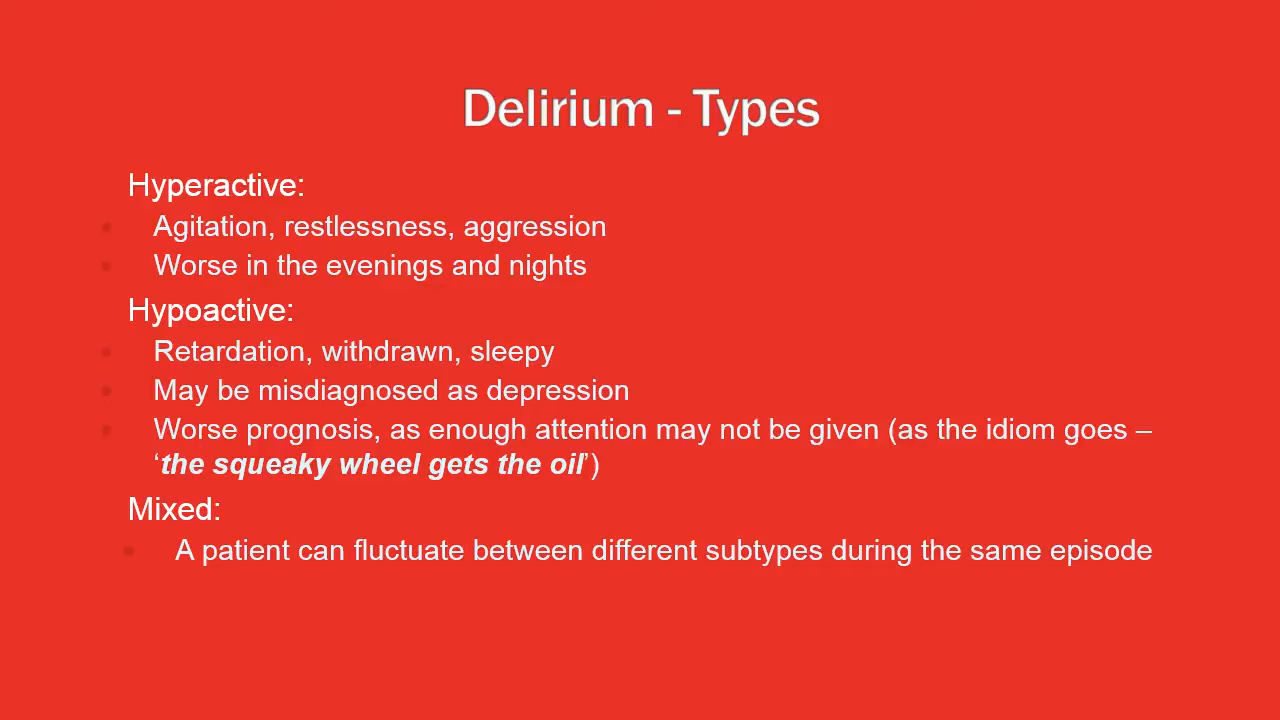 Delirium - Types
Hyperactive:
Agitation, restlessness, aggression
Worse in the evenings and nights
Hypoactive:
Retardation, withdrawn, sleepy
May be misdiagnosed as depression
Worse prognosis, as enough attention may not be given (as the idiom goes –
‘the squeaky wheel gets the oil’)
Mixed:
A patient can fluctuate between different subtypes during the same episode